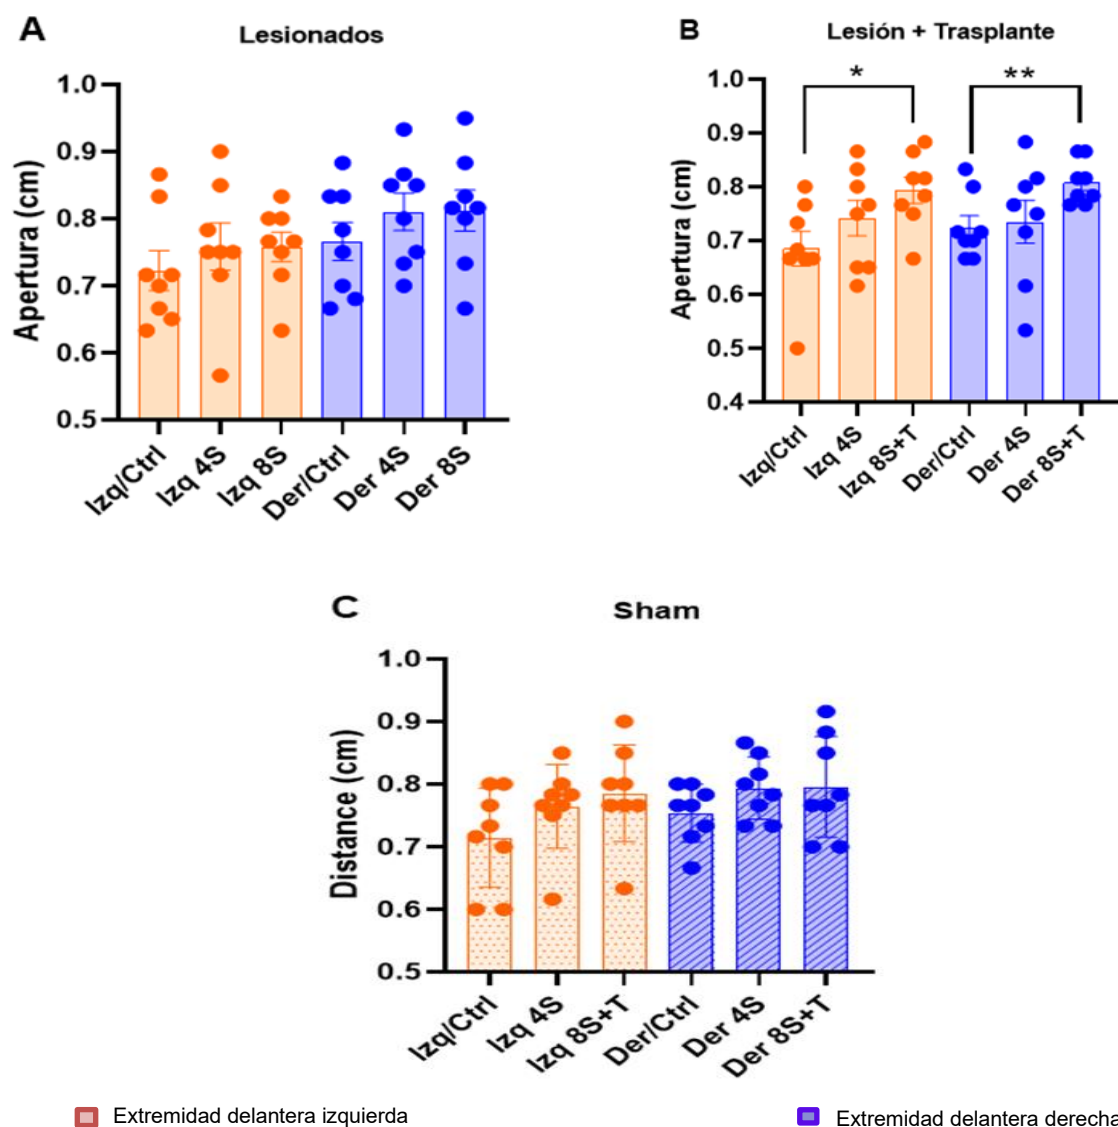 A
Lesionados
Apertura (cm)
1.0
0.9
0.8
0.7
0.6
0.5
Izq/Ctrl
Izq 4S
Izq 8S
Der/Ctrl
Der 4S
Der 8S
B
Lesión + Trasplante
*
**
Apertura (cm)
1.0
0.9
0.8
0.7
0.6
0.5
0.4
Izq/Ctrl
Izq 4S
Izq 8S+T
Der/Ctrl
Der 4S
Der 8S+T
C
Sham
Distance (cm)
1.0
0.9
0.8
0.7
0.6
0.5
Izq/Ctrl
Izq 4S
Izq 8S+T
Der/Ctrl
Der 4S
Der 8S+T
Extremidad delantera izquierda
Extremidad delantera derecha